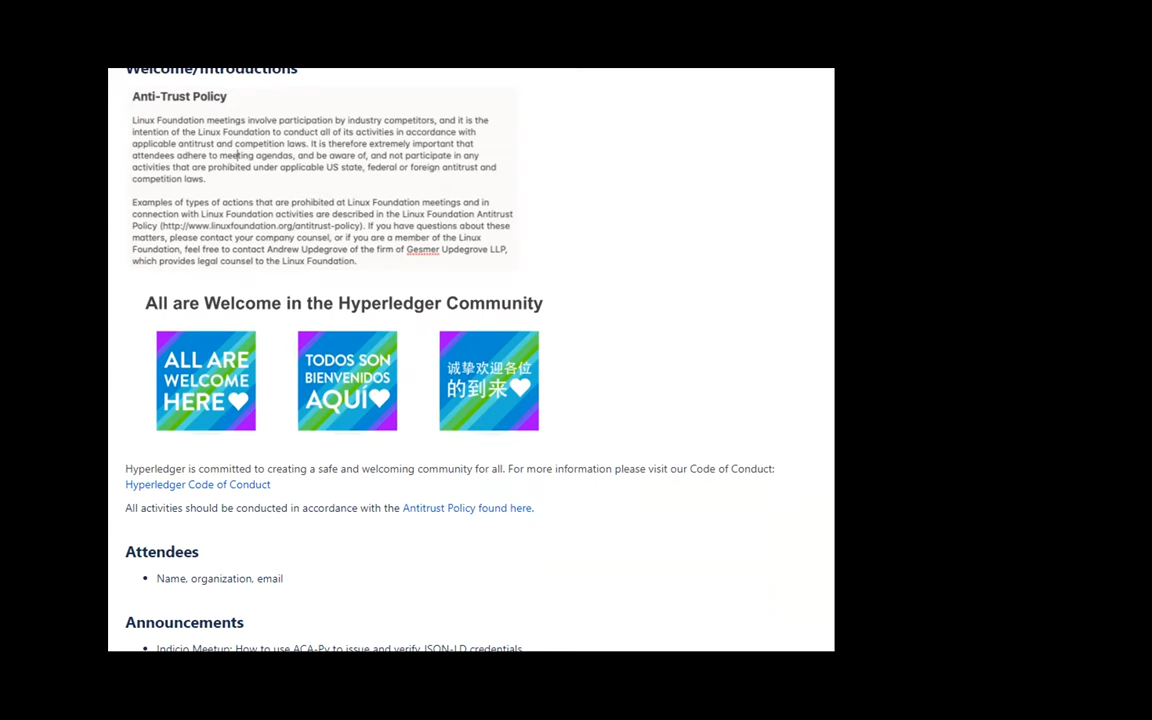 Welcome/Introductions
Anti-Trust Policy
Linux Foundation meetings involve participation by industry competitors, and it is the
intention of the Linux Foundation to conduct all of its activities in accordance with
applicable antitrust and competition laws. It is therefore extremely important that
attendees adhere to meeting agendas, and be aware of, and not participate in any
activities that are prohibited under applicable US state, federal or foreign antitrust and
competition laws.
Examples of types of actions that are prohibited at Linux Foundation meetings and in
connection with Linux Foundation activities are described in the Linux Foundation Antitrust
Policy (http://www.linuxfoundation.org/antitrust-policy). If you have questions about these
matters, please contact your company counsel, or if you are a member of the Linux
Foundation, feel free to contact Andrew Updegrove of the firm of Gesmer Updegrove LLP,
which provides legal counsel to the Linux Foundation.
All are Welcome in the Hyperledger Community
ALL ARE
WELCOME
HERE
TODOS SON
BIENVENIDOS
AQUÍ
诚挚欢迎各位
的到来
Hyperledger is committed to creating a safe and welcoming community for all. For more information please visit our Code of Conduct:
Hyperledger Code of Conduct
All activities should be conducted in accordance with the Antitrust Policy found here.
Attendees
• Name, organization, email
Announcements
• Indicio Meetup: How to use ACA-Py to issue and verify JSON-LD credentials